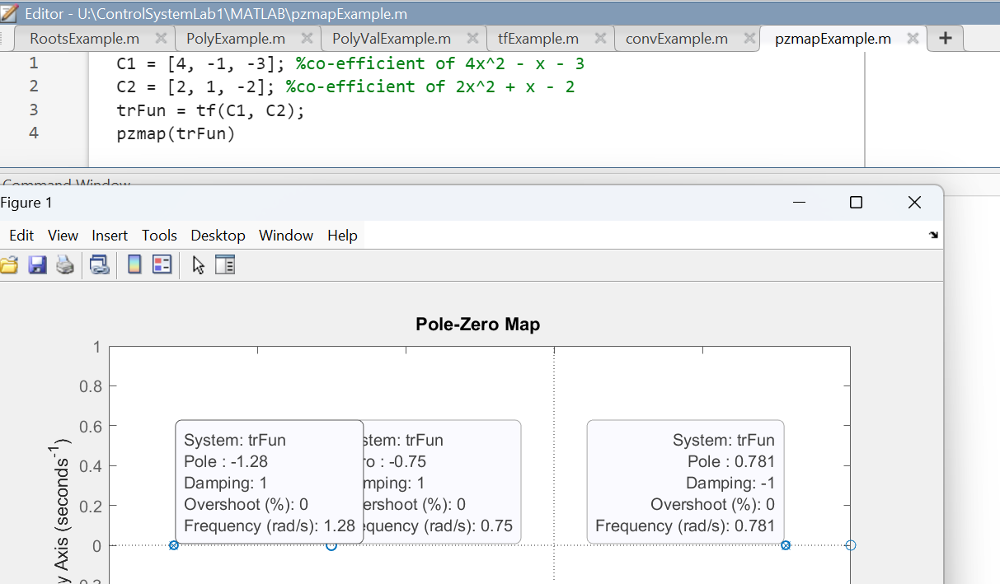 Editor - U:\ControlSystemLab1\MATLAB\pzmapExample.m
RootsExample.m PolyExample.m PolyValExample.m tfExample.m convExample.m pzmapExample.m +
1 C1 = [4, -1, -3]; %co-efficient of 4x^2 - x - 3
2 C2 = [2, 1, -2]; %co-efficient of 2x^2 + x - 2
3 trFun = tf(C1, C2);
4 pzmap(trFun)
Command Window
Figure 1
Edit View Insert Tools Desktop Window Help
Pole-Zero Map
1
0.8
0.6
0.4
0.2
0
y Axis (seconds-1)
System: trFun
Pole : -1.28
Damping: 1
Overshoot (%): 0
Frequency (rad/s): 1.28
stem: trFun
ro : -0.75
mping: 1
ershoot (%): 0
equency (rad/s): 0.75
System: trFun
Pole : 0.781
Damping: -1
Overshoot (%): 0
Frequency (rad/s): 0.781